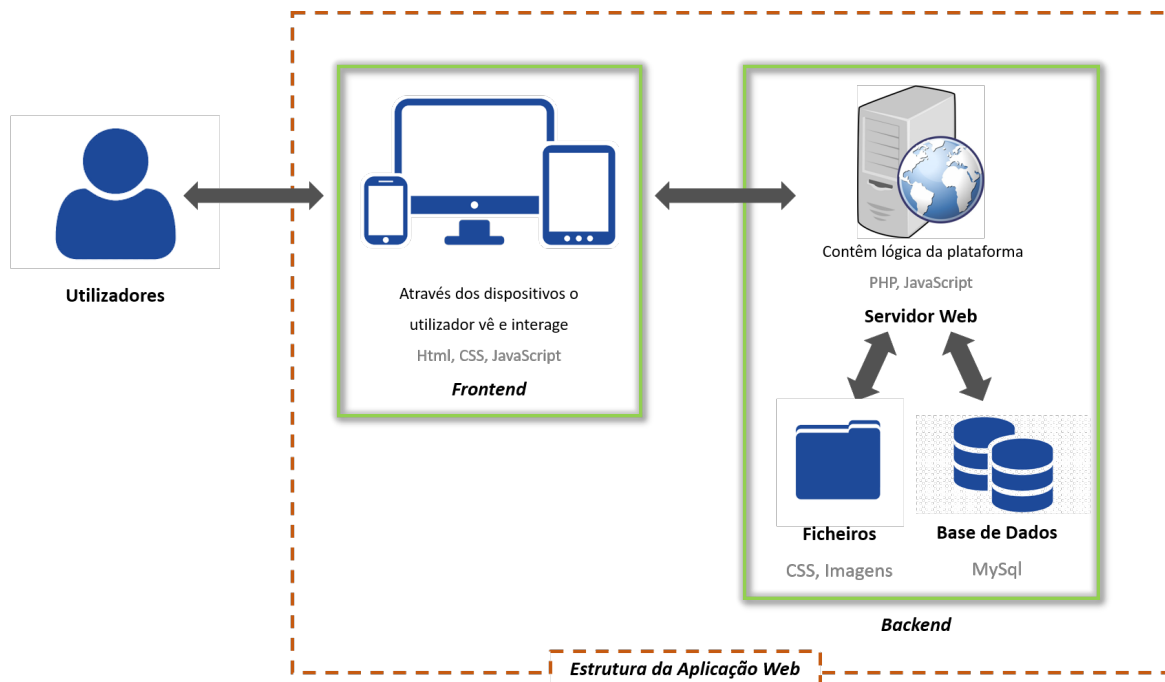 Utilizadores
Através dos dispositivos o
utilizador vê e interage
Html, CSS, JavaScript
Frontend
Contêm lógica da plataforma
PHP, JavaScript
Servidor Web
Ficheiros
CSS, Imagens
Base de Dados
MySql
Backend
Estrutura da Aplicação Web